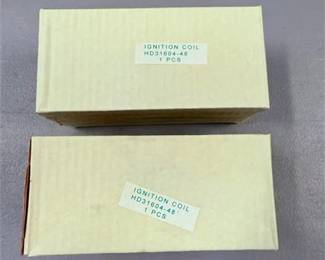 IGNITION COIL
HD31604-48
1 PCS
IGNITION COIL
HD31604-48
1 PCS